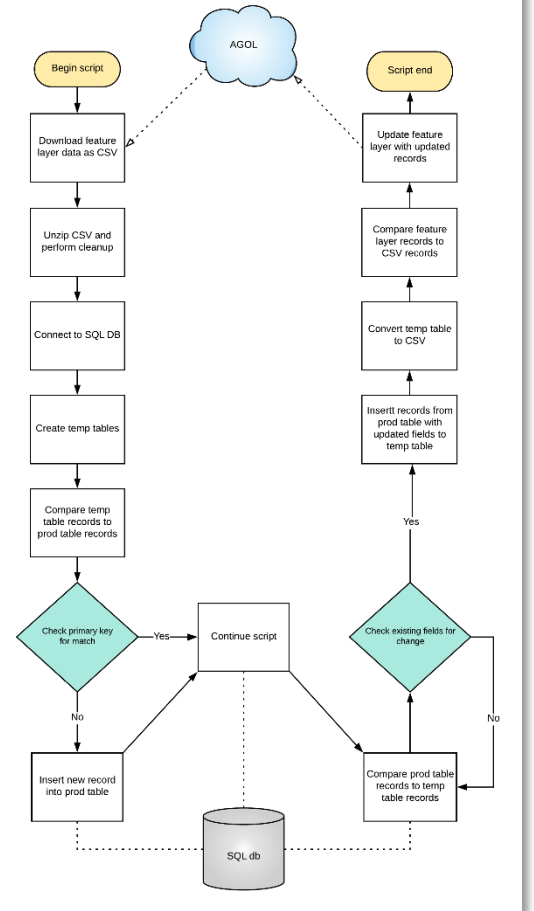 AGOL
Begin script
Script end
Download feature
layer data as CSV
Update feature
layer with updated
records
Unzip CSV and
perform cleanup
Compare feature
layer records to
CSV records
Connect to SQL DB
Convert temp table
to CSV
Create temp tables
Insertt records from
prod table with
updated fields to
temp table
Compare temp
table records to
prod table records
Yes
Check primary key
for match
Yes
Continue script
Check existing fields for
change
No
No
Insert new record
into prod table
Compare prod table
records to temp
table records
SQL db